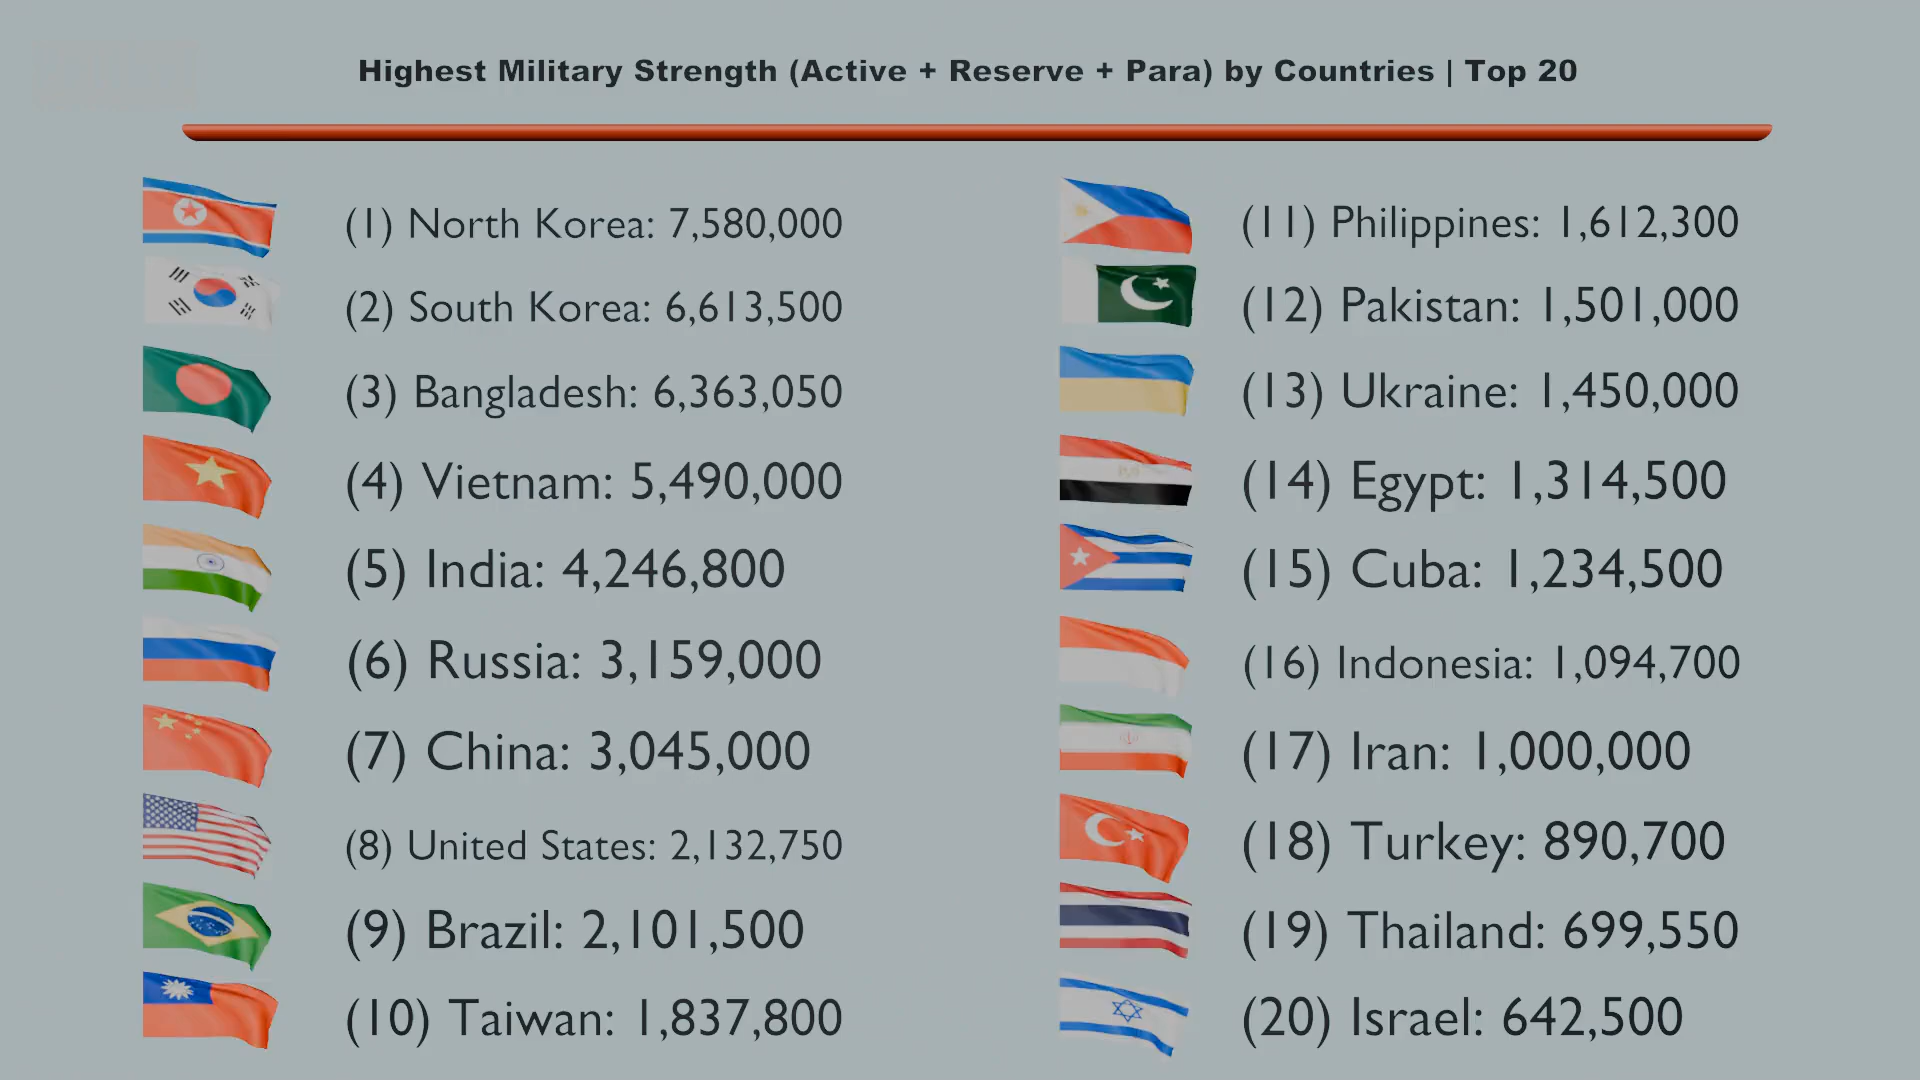 Highest Military Strength (Active + Reserve + Para) by Countries | Top 20
(1) North Korea: 7,580,000
(2) South Korea: 6,613,500
(3) Bangladesh: 6,363,050
(4) Vietnam: 5,490,000
(5) India: 4,246,800
(6) Russia: 3,159,000
(7) China: 3,045,000
(8) United States: 2,132,750
(9) Brazil: 2,101,500
(10) Taiwan: 1,837,800
(11) Philippines: 1,612,300
(12) Pakistan: 1,501,000
(13) Ukraine: 1,450,000
(14) Egypt: 1,314,500
(15) Cuba: 1,234,500
(16) Indonesia: 1,094,700
(17) Iran: 1,000,000
(18) Turkey: 890,700
(19) Thailand: 699,550
(20) Israel: 642,500